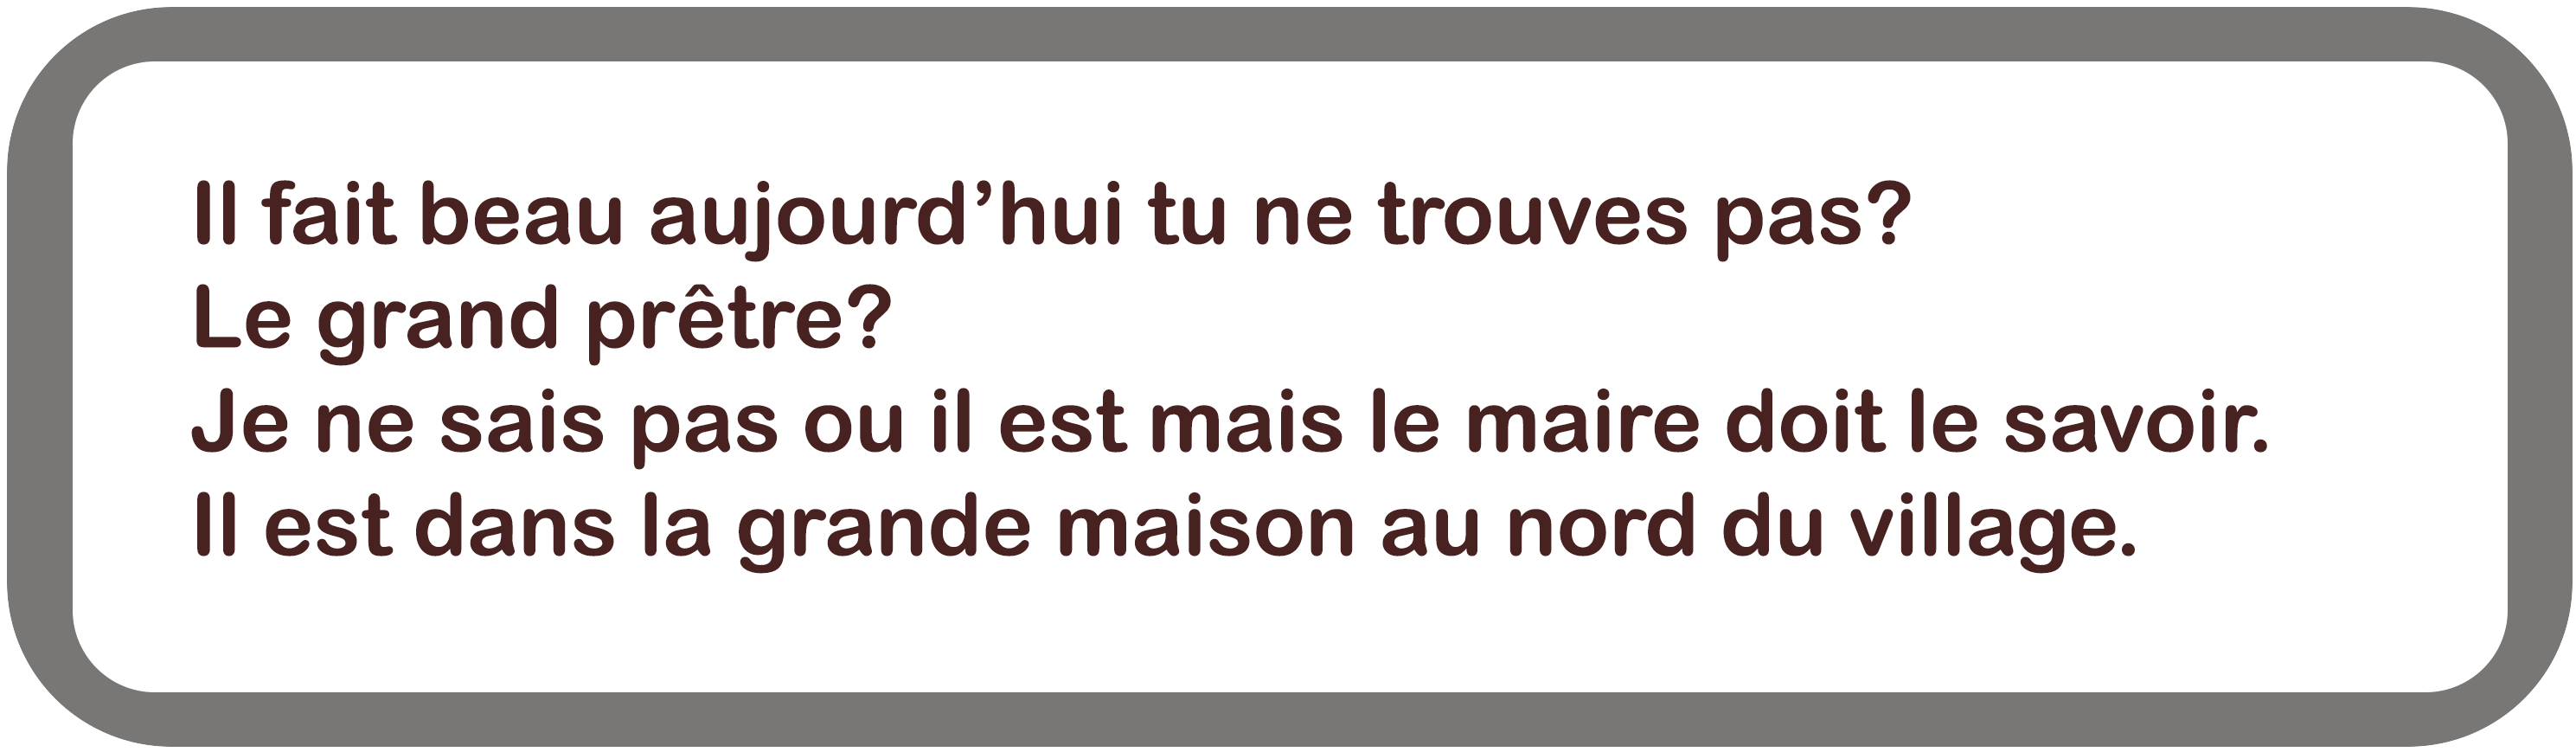 Il fait beau aujourd’hui tu ne trouves pas?
Le grand prêtre?
Je ne sais pas ou il est mais le maire doit le savoir.
Il est dans la grande maison au nord du village.